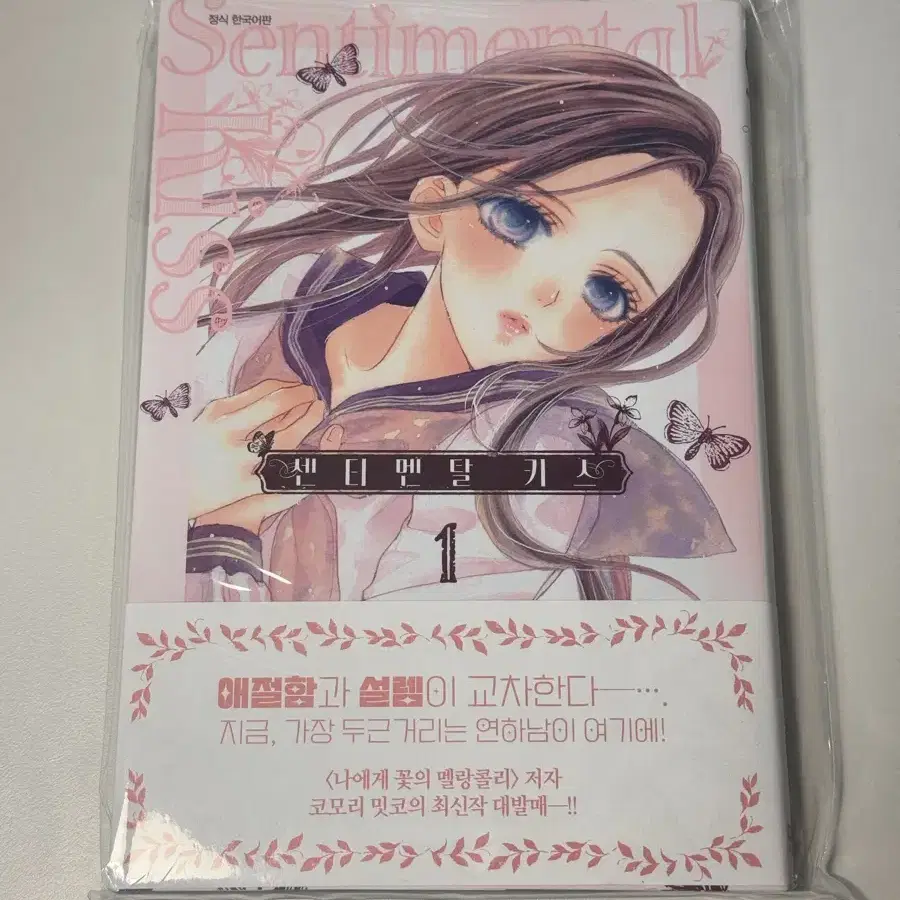 정식 한국어판
Sentimental
Kiss
센티멘탈 키스
1
애절함과 설렘이 교차한다──….
지금, 가장 두근거리는 연하남이 여기에!
〈나에게 꽃의 멜랑콜리〉 저자
코모리 밋코의 최신작 대발매─!!